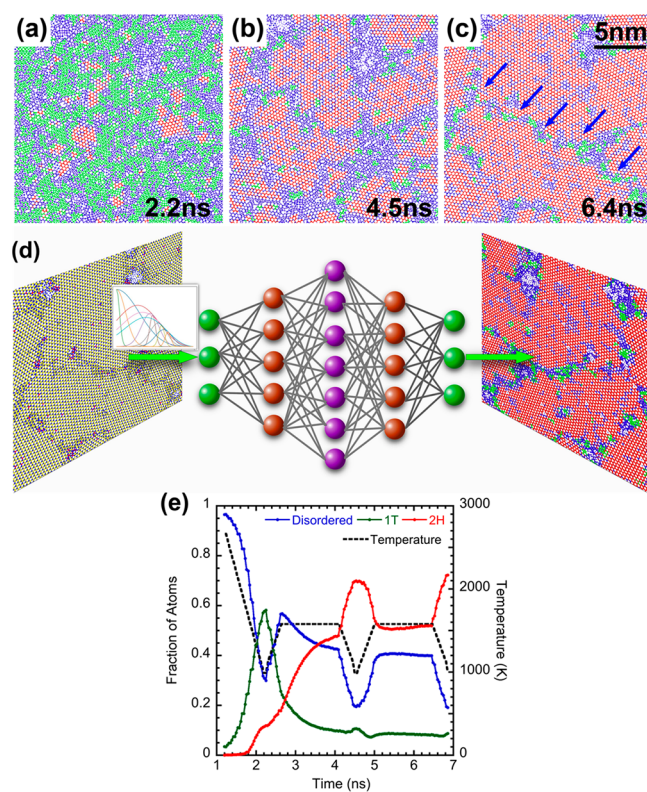 (a)
(b)
(c)
5nm
2.2ns
4.5ns
6.4ns
(d)
(e)
Disordered
1T
2H
Temperature
Fraction of Atoms
1
0.8
0.6
0.4
0.2
0
3000
2000
1000
0
Temperature (K)
1
2
3
4
5
6
7
Time (ns)